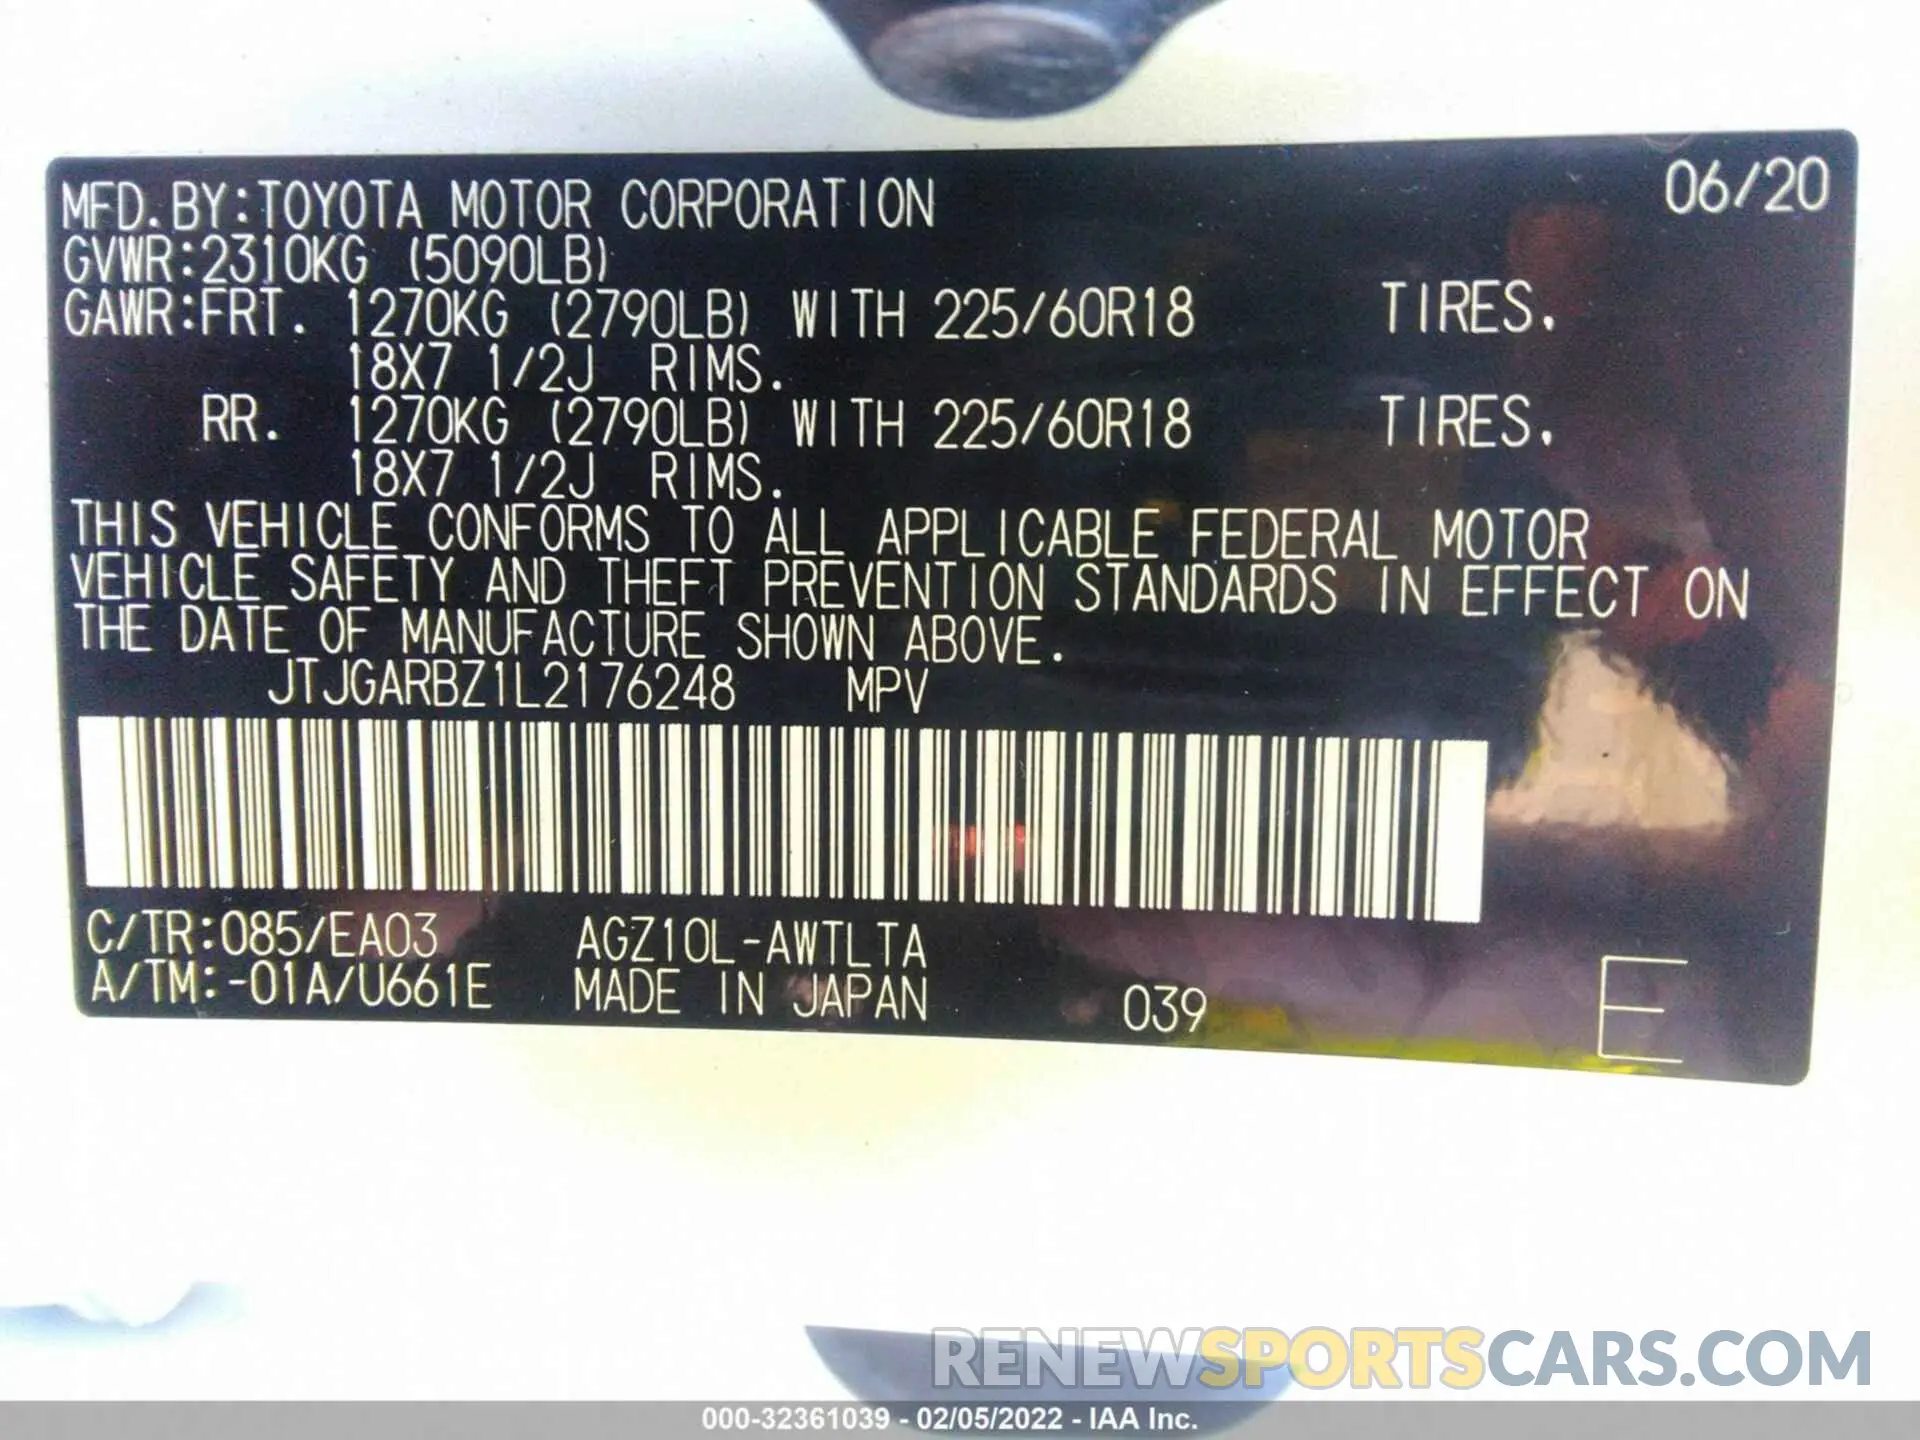 MFD.BY:TOYOTA MOTOR CORPORATION 06/20
GVWR:2310KG (5090LB)
GAWR:FRT. 1270KG (2790LB) WITH 225/60R18 TIRES.
18X7 1/2J RIMS.
RR. 1270KG (2790LB) WITH 225/60R18 TIRES.
18X7 1/2J RIMS.
THIS VEHICLE CONFORMS TO ALL APPLICABLE FEDERAL MOTOR
VEHICLE SAFETY AND THEFT PREVENTION STANDARDS IN EFFECT ON
THE DATE OF MANUFACTURE SHOWN ABOVE.
JTJGARBZ1L2176248 MPV
C/TR:085/EA03 AGZ10L-AWTLTA
A/TM:-01A/U661E MADE IN JAPAN 039 E
RENEWSPORTSCARS.COM
000-32361039 - 02/05/2022 - IAA Inc.